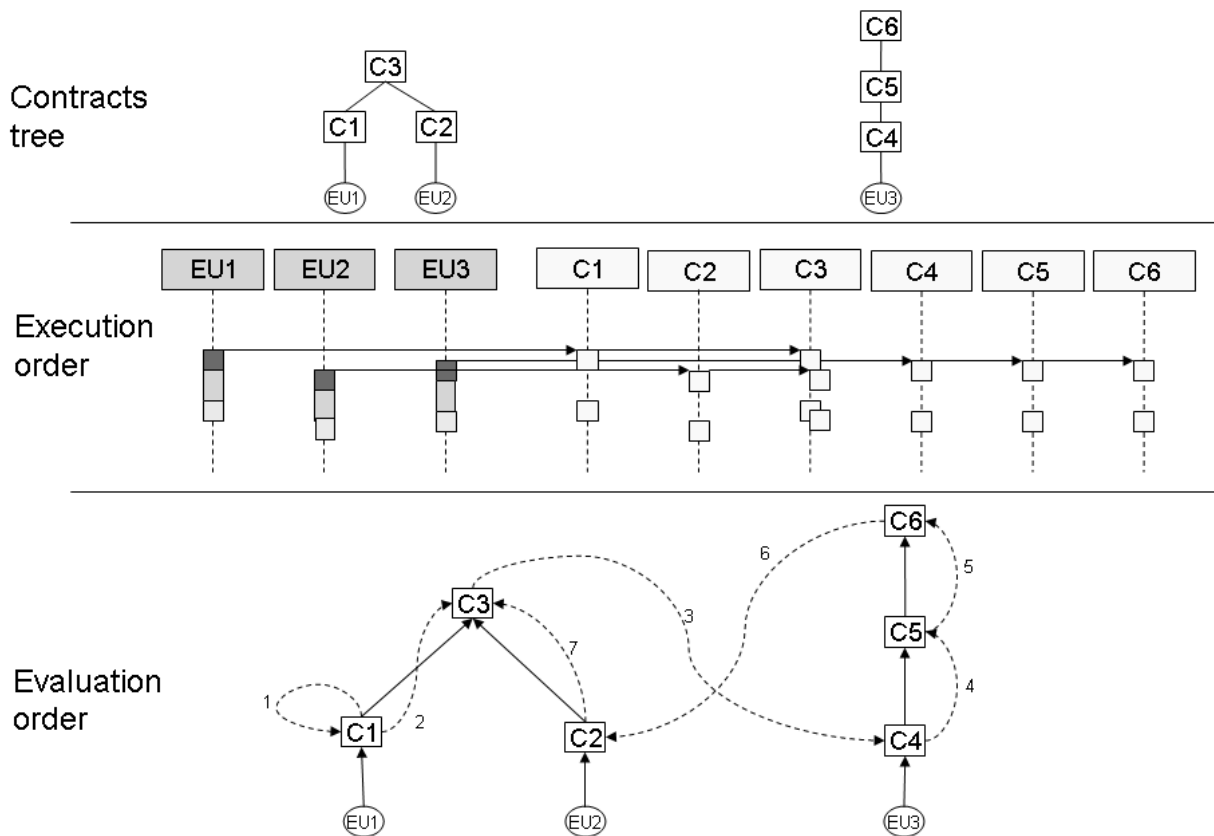 C6
C3
Contracts
tree
C5
C1 C2 C4
EU1 EU2 EU3
EU1 EU2 EU3 C1 C2 C3 C4 C5 C6
Execution
order
C6
6
5
C3
3
C5
7
Evaluation
order
1
4
2
C1 C2 C4
EU1 EU2 EU3